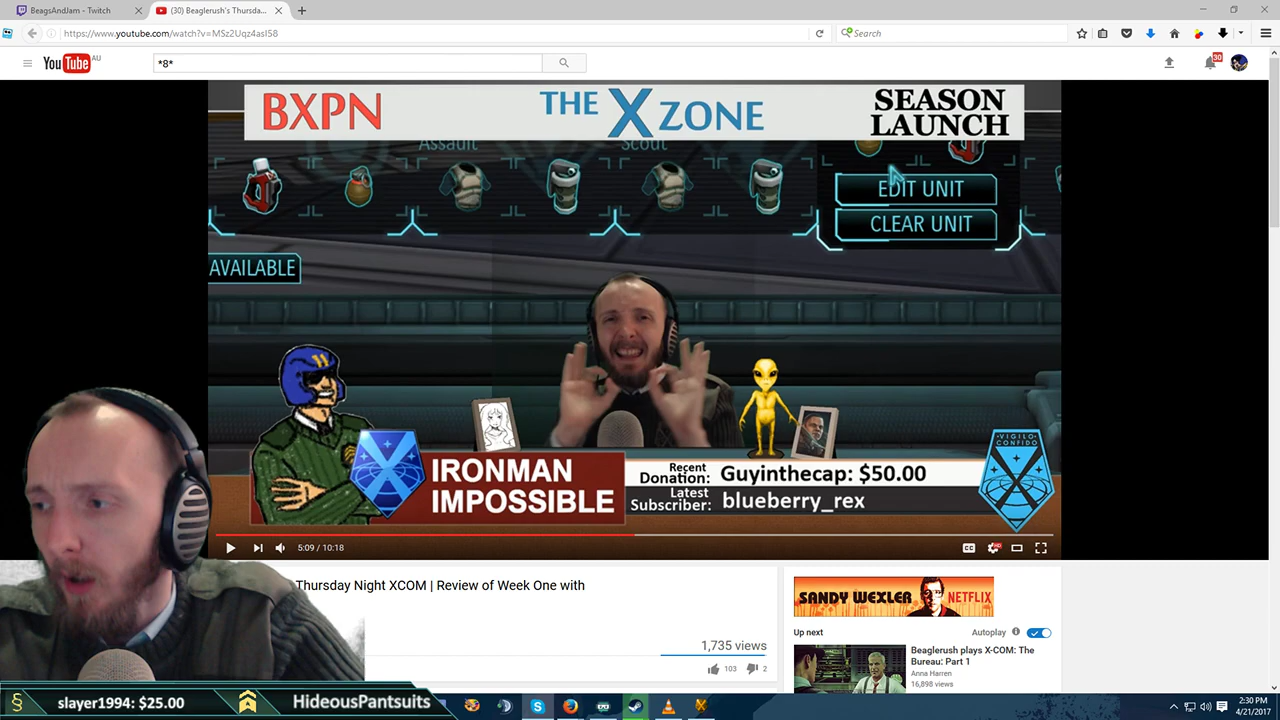 BeagsAndJam - Twitch
(30) Beaglerush's Thursda...
https://www.youtube.com/watch?v=MSz2Uqz4asI58
Search
YouTube AU
*8*
30
BXPN
THE X ZONE
SEASON
LAUNCH
Assault
Scout
EDIT UNIT
CLEAR UNIT
AVAILABLE
VIGILO
CONFIDO
IRONMAN
IMPOSSIBLE
Recent
Donation:
Guyinthecap: $50.00
Latest
Subscriber:
blueberry_rex
5:09 / 10:18
CC
HD
Thursday Night XCOM | Review of Week One with
1,735 views
103
2
SANDY WEXLER
NETFLIX
Up next
Autoplay
Beaglerush plays X-COM: The
Bureau: Part 1
Anna Harren
16,898 views
slayer1994: $25.00
HideousPantsuits
2:30 PM
4/21/2017